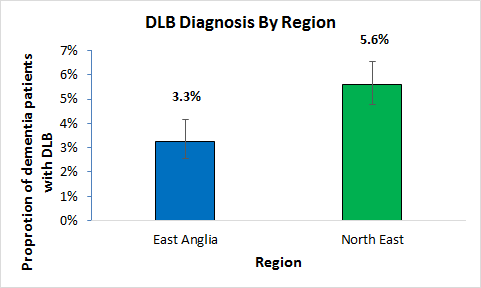 DLB Diagnosis By Region
Proprotion of dementia patients
with DLB
7%
6%
5%
4%
3%
2%
1%
0%
3.3%
5.6%
East Anglia
North East
Region